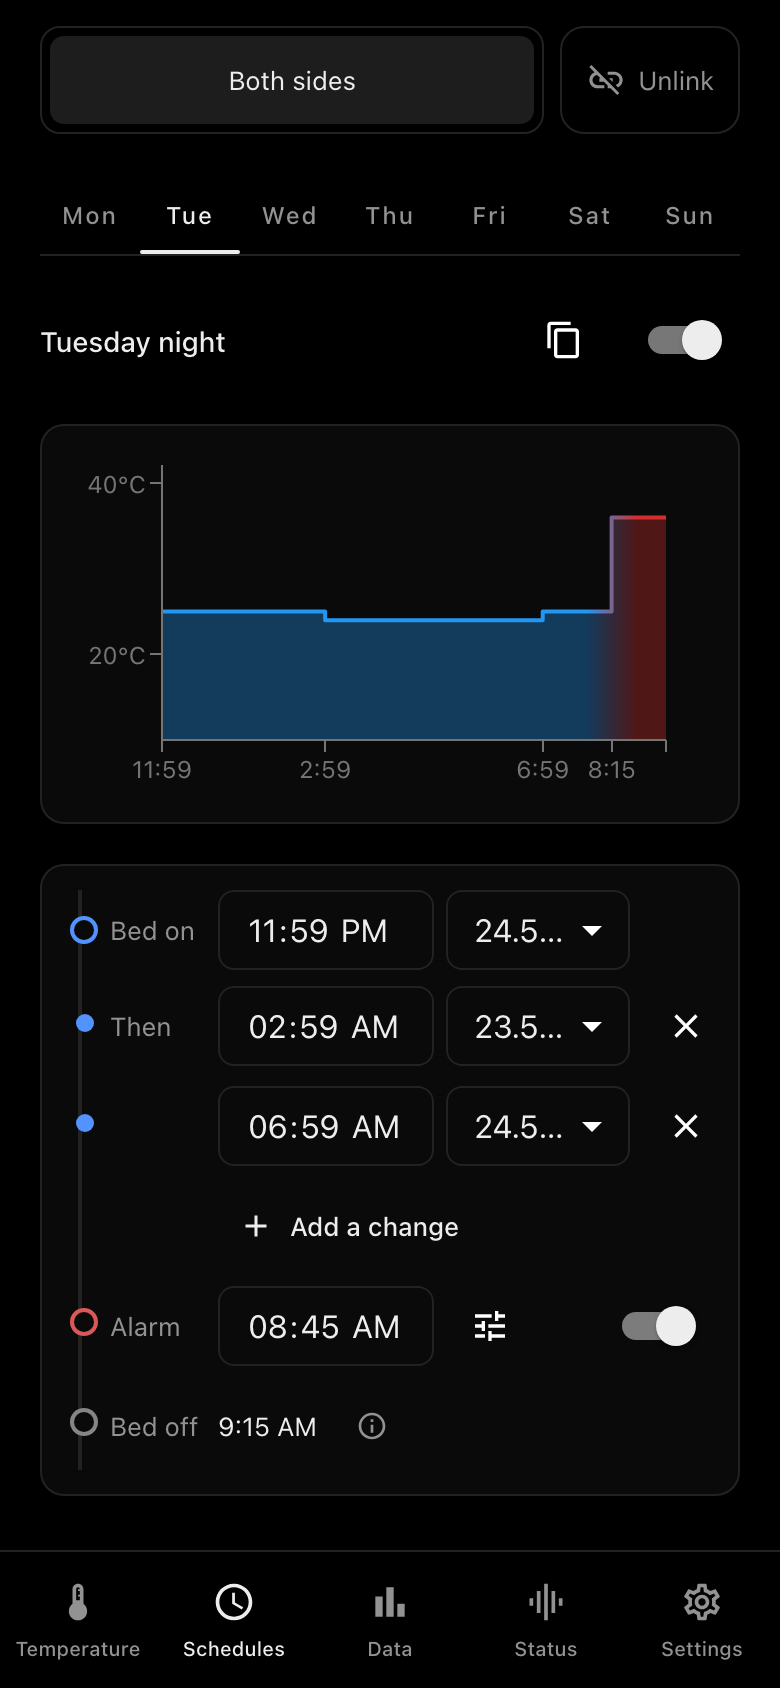 Both sides
Unlink
Mon Tue Wed Thu Fri Sat Sun
Tuesday night
40°C
20°C
11:59 2:59 6:59 8:15
Bed on 11:59 PM 24.5...
Then 02:59 AM 23.5...
06:59 AM 24.5...
Add a change
Alarm 08:45 AM
Bed off 9:15 AM
Temperature Schedules Data Status Settings